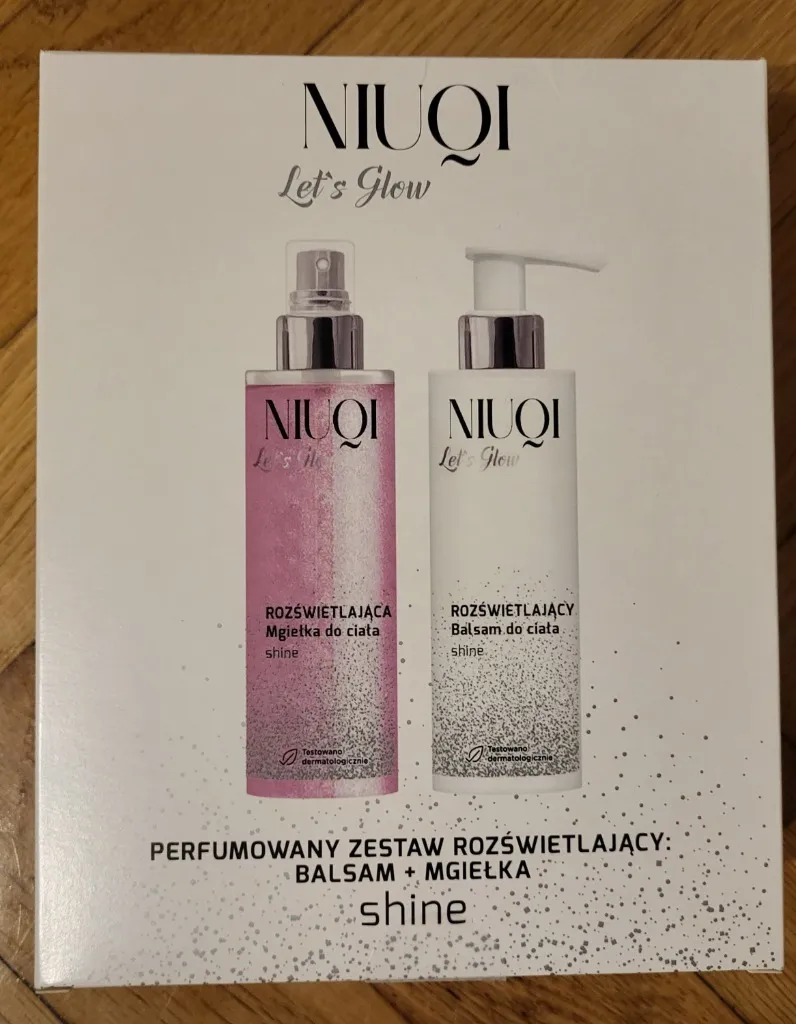 NIUQI
Let's Glow
NIUQI
Let's Glo
ROZŚWIETLAJĄCA
Mgiełka do ciała
shine
Testowano
dermatologicznie
NIUQI
Let's Glow
ROZŚWIETLAJĄCY
Balsam do ciała
shine
Testowano
dermatologicznie
PERFUMOWANY ZESTAW ROZŚWIETLAJĄCY:
BALSAM + MGIEŁKA
shine